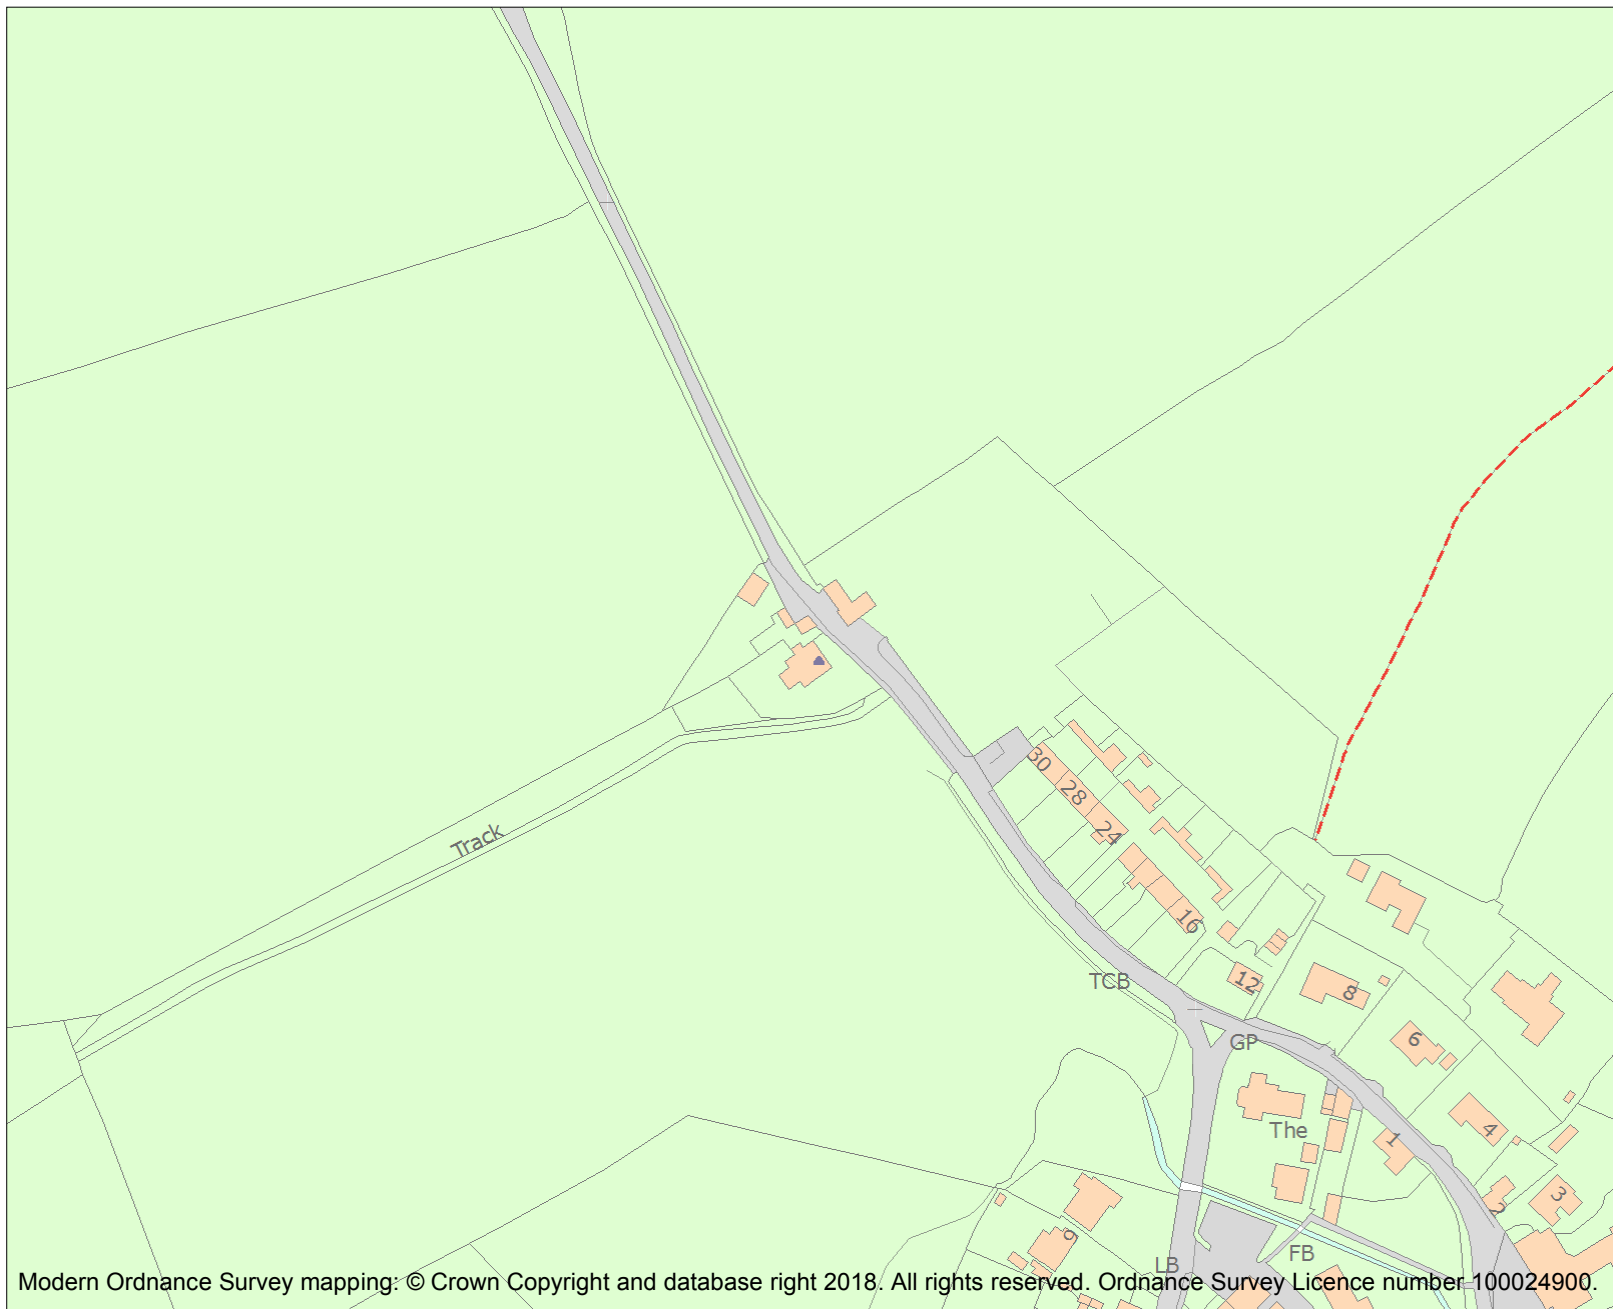 Track
30
28
24
16
TCB
12
8
GP
6
The
1
4
3
2
9
LB
FB
Modern Ordnance Survey mapping: © Crown Copyright and database right 2018. All rights reserved. Ordnance Survey Licence number 100024900.